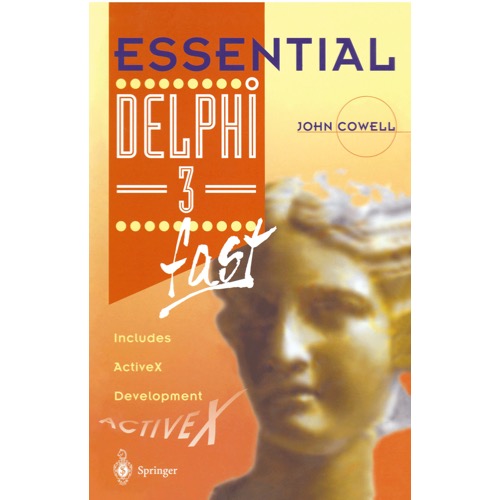 ESSENTIAL
DELPHI
3
fast
JOHN COWELL
Includes
ActiveX
Development
ACTIVEX
Springer